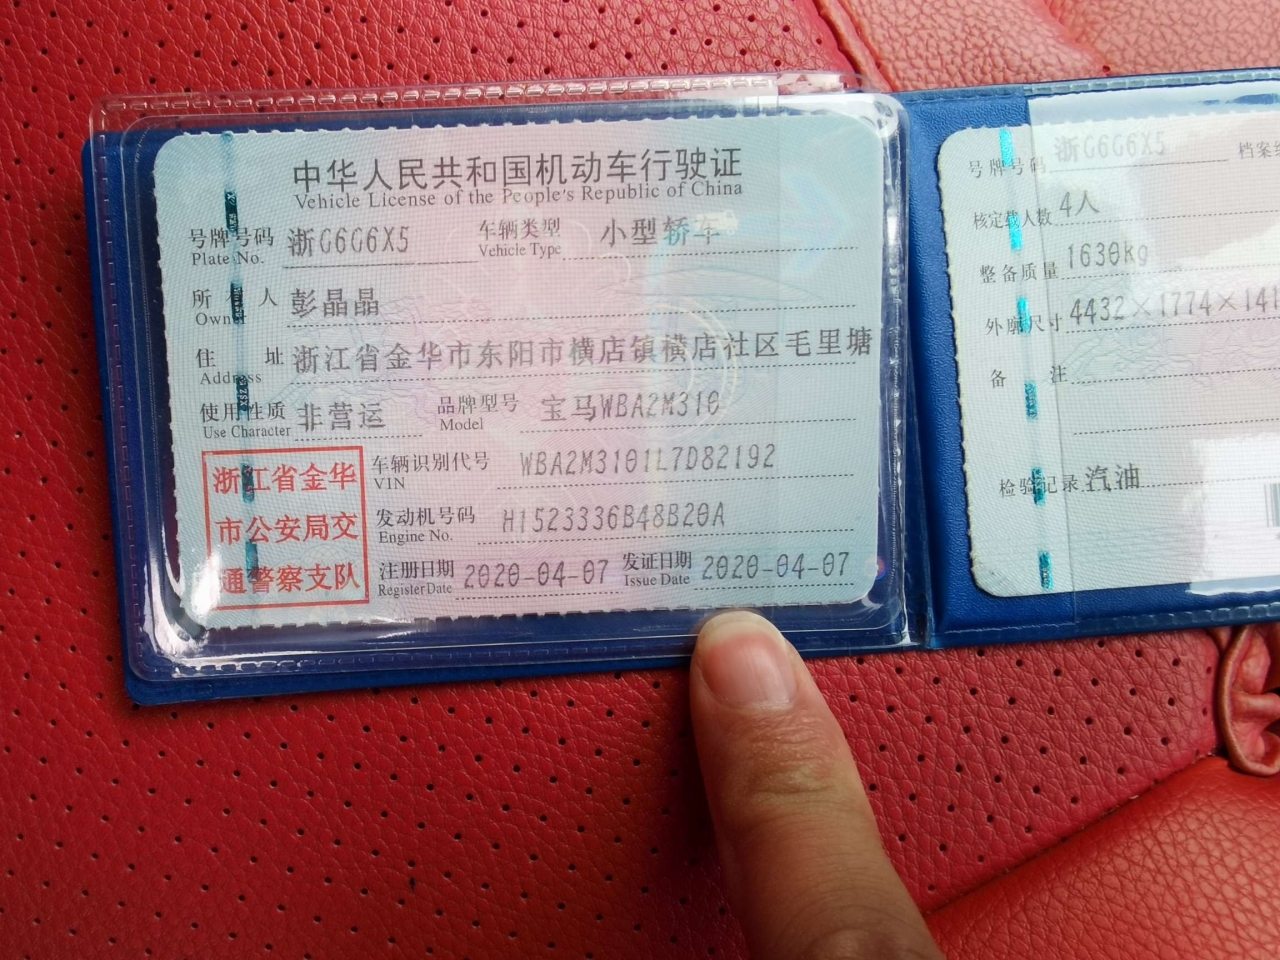 中华人民共和国机动车行驶证
Vehicle License of the People's Republic of China
号牌号码 浙G6G6X5 车辆类型 小型轿车
Plate No. Vehicle Type
所有人 彭晶晶
Owner
住址 浙江省金华市东阳市横店镇横店社区毛里塘
Address
使用性质 非营运 品牌型号 宝马WBA2M310
Use Character Model
浙江省金华
市公安局交
通警察支队
车辆识别代号 WBA2M3101L7D82192
VIN
发动机号码 H1523336B48B20A
Engine No.
注册日期 2020-04-07 发证日期 2020-04-07
Register Date Issue Date
号牌号码 浙G6G6X5 档案
核定载人数 4人
整备质量 1630kg
外廓尺寸 4432×1774×141
备注
检验记录 汽油